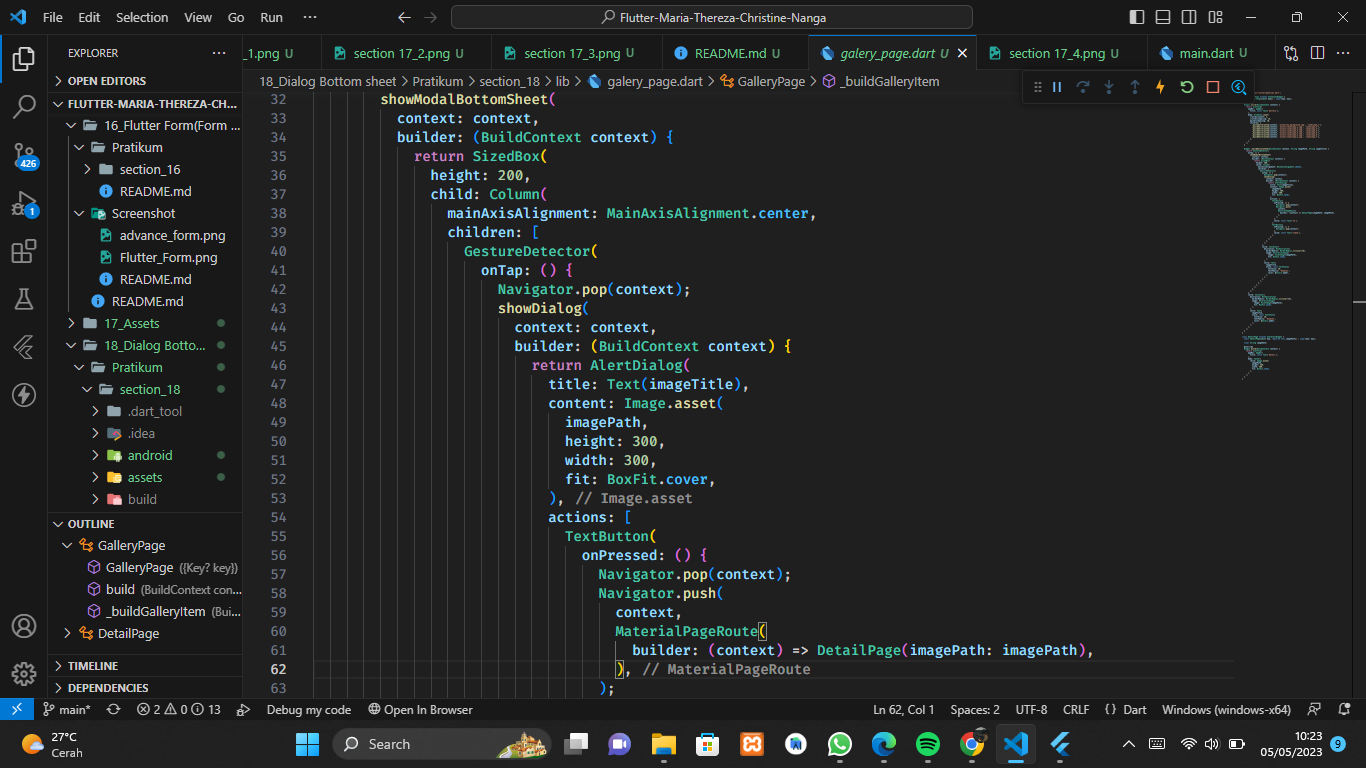 File Edit Selection View Go Run ··· Flutter-Maria-Thereza-Christine-Nanga
EXPLORER ···
_1.png U section 17_2.png U section 17_3.png U README.md U galery_page.dart U section 17_4.png U main.dart U ···
OPEN EDITORS
18_Dialog Bottom sheet > Pratikum > section_18 > lib > galery_page.dart > GalleryPage > _buildGalleryItem
FLUTTER-MARIA-THEREZA-CH...
16_Flutter Form(Form ...
Pratikum
section_16
README.md
Screenshot
advance_form.png
Flutter_Form.png
README.md
README.md
17_Assets
18_Dialog Botto...
Pratikum
section_18
.dart_tool
.idea
android
assets
build
OUTLINE
GalleryPage
GalleryPage ({Key? key})
build (BuildContext con...
_buildGalleryItem (Bui...
DetailPage
TIMELINE
DEPENDENCIES
426
1
32 showModalBottomSheet(
33 context: context,
34 builder: (BuildContext context) {
35 return SizedBox(
36 height: 200,
37 child: Column(
38 mainAxisAlignment: MainAxisAlignment.center,
39 children: [
40 GestureDetector(
41 onTap: () {
42 Navigator.pop(context);
43 showDialog(
44 context: context,
45 builder: (BuildContext context) {
46 return AlertDialog(
47 title: Text(imageTitle),
48 content: Image.asset(
49 imagePath,
50 height: 300,
51 width: 300,
52 fit: BoxFit.cover,
53 ), // Image.asset
54 actions: [
55 TextButton(
56 onPressed: () {
57 Navigator.pop(context);
58 Navigator.push(
59 context,
60 MaterialPageRoute(
61 builder: (context) => DetailPage(imagePath: imagePath),
62 ), // MaterialPageRoute
63 );
main* 2 0 13 Debug my code Open In Browser Ln 62, Col 1 Spaces: 2 UTF-8 CRLF {} Dart Windows (windows-x64)
27°C
Cerah
Search
10:23
05/05/2023
9